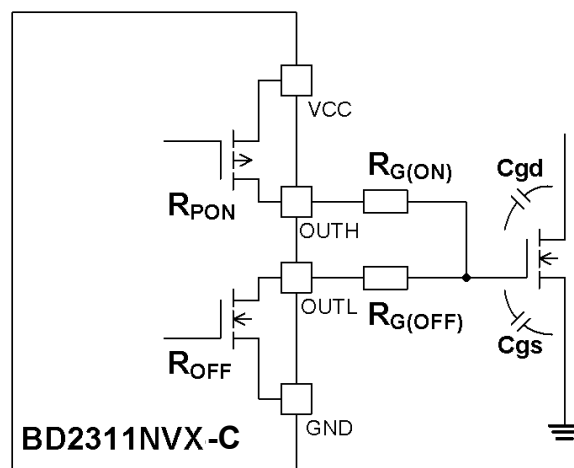 VCC
R_G(ON)
Cgd
R_PON
OUTH
OUTL
R_G(OFF)
Cgs
R_OFF
GND
BD2311NVX-C